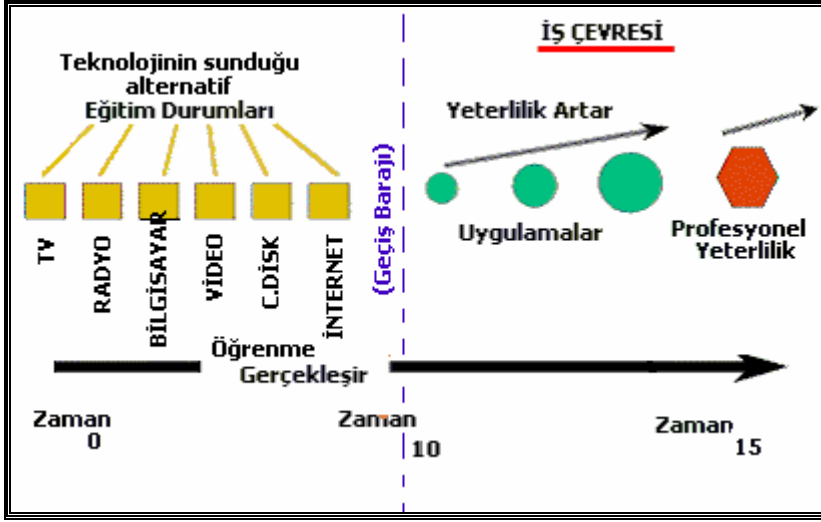 Teknolojinin sunduğu
alternatif
Eğitim Durumları
TV
RADYO
BİLGİSAYAR
VİDEO
C.DİSK
İNTERNET
(Geçiş Barajı)
İŞ ÇEVRESİ
Yeterlilik Artar
Uygulamalar
Profesyonel
Yeterlilik
Öğrenme
Gerçekleşir
Zaman
0
Zaman
10
Zaman
15